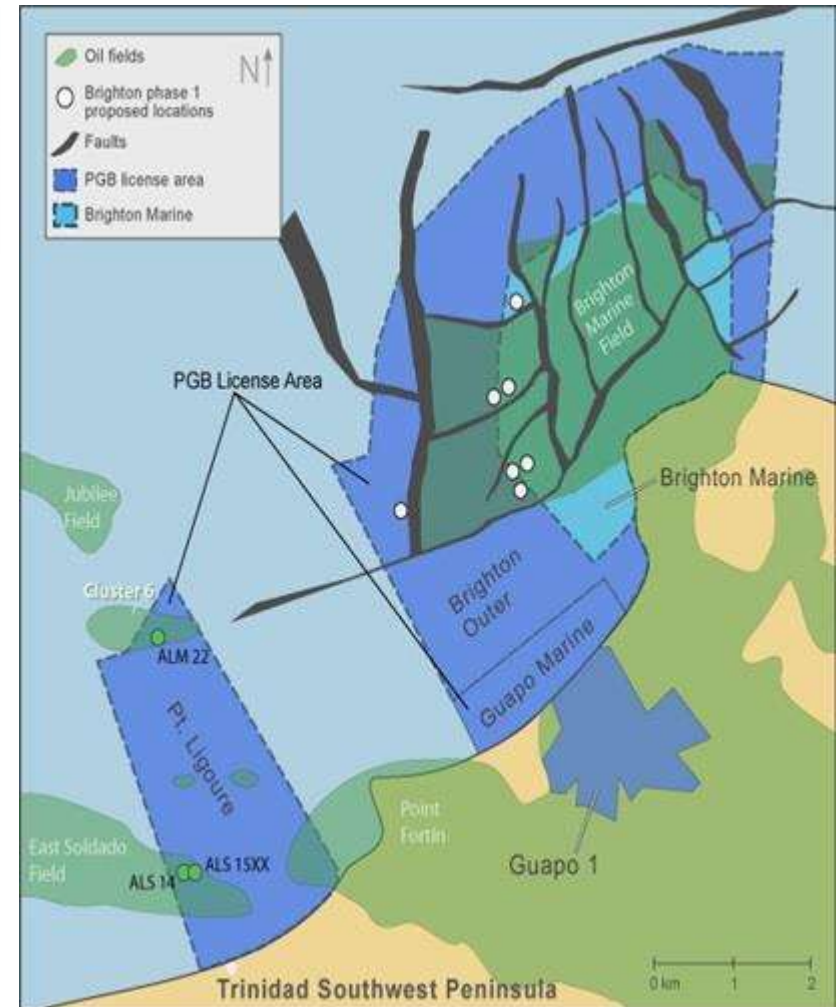 Oil fields
N
Brighton phase 1
proposed locations
Faults
PGB license area
Brighton Marine
Brighton
Marine
Field
PGB License Area
Brighton Marine
Jubilee
Field
Cluster 6
ALM 22
Brighton
Outer
Guapo Marine
Pt. Ligoure
Point
Fortin
East Soldado
Field
ALS 15XX
ALS 14
Guapo 1
0 km 1 2
Trinidad Southwest Peninsula